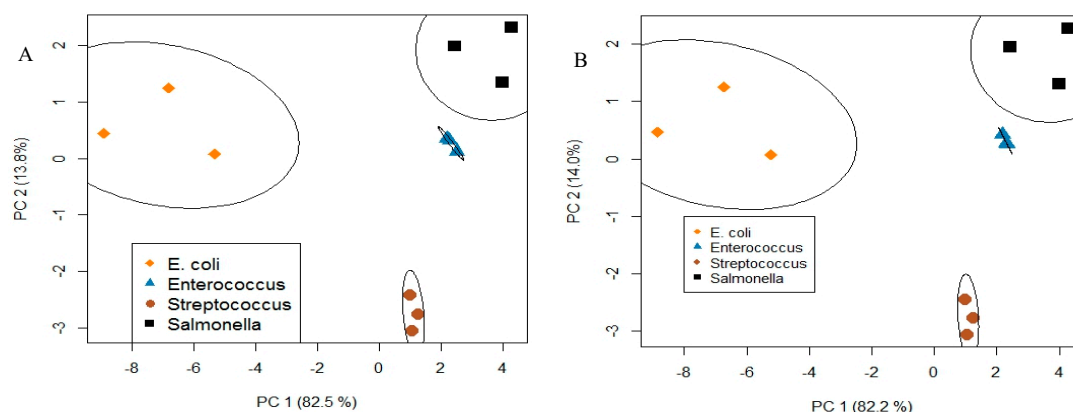 A
PC 2 (13.8%)
2
1
0
-1
-2
-3
E. coli
Enterococcus
Streptococcus
Salmonella
-8 -6 -4 -2 0 2 4
PC 1 (82.5 %)
B
PC 2 (14.0%)
2
1
0
-1
-2
-3
E. coli
Enterococcus
Streptococcus
Salmonella
-8 -6 -4 -2 0 2 4
PC 1 (82.2 %)